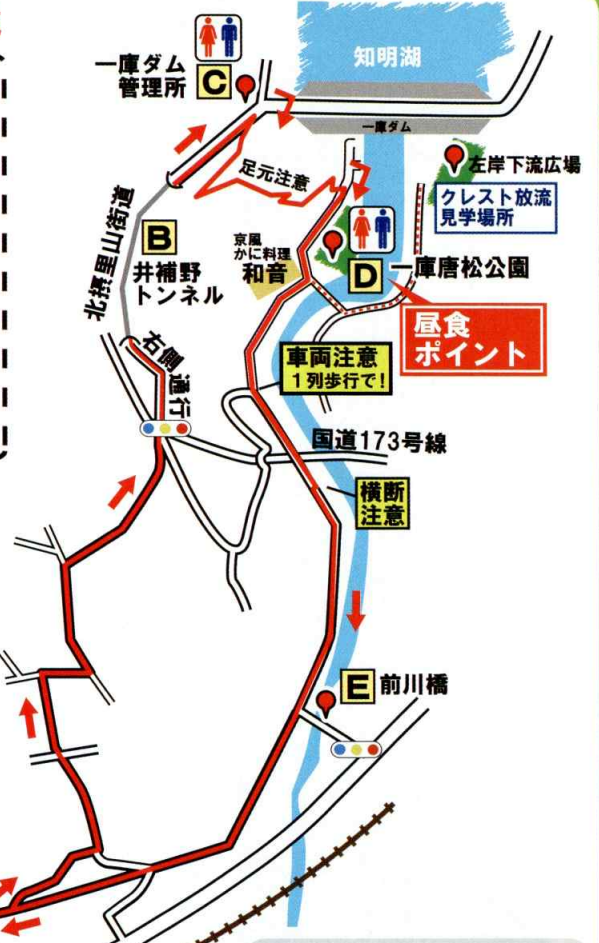 知明湖
一庫ダム
管理所
C
一庫ダム
足元注意
左岸下流広場
クレスト放流
見学場所
北摂里山街道
B
井補野
トンネル
京風
かに料理
和音
D
一庫唐松公園
昼食
ポイント
右側通行
車両注意
1列歩行で!
国道173号線
横断
注意
E
前川橋